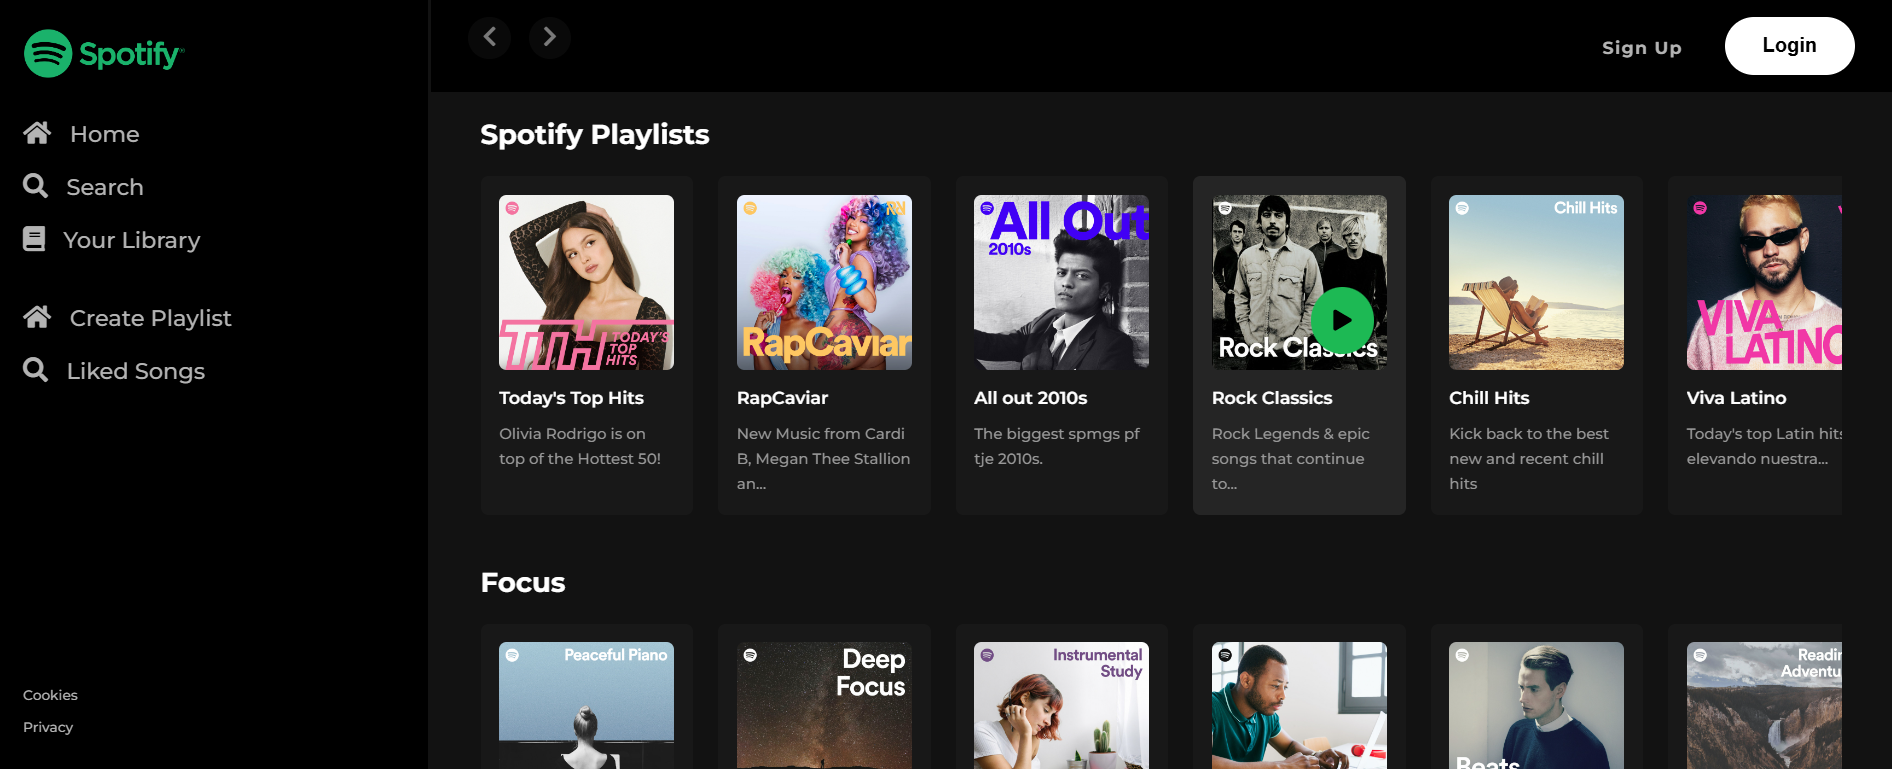 Spotify
Home
Search
Your Library
Create Playlist
Liked Songs
Cookies
Privacy
Sign Up
Login
Spotify Playlists
TTH TODAY'S
TOP
HITS
Today's Top Hits
Olivia Rodrigo is on
top of the Hottest 50!
RapCaviar
RapCaviar
New Music from Cardi
B, Megan Thee Stallion
an...
All Out
2010s
All out 2010s
The biggest spmgs pf
tje 2010s.
Rock Classics
Rock Classics
Rock Legends & epic
songs that continue
to...
Chill Hits
Chill Hits
Kick back to the best
new and recent chill
hits
VIVA
LATINO
Viva Latino
Today's top Latin hits
elevando nuestra...
Focus
Peaceful Piano
Deep
Focus
Instrumental
Study
Beats
Readin
Adventu